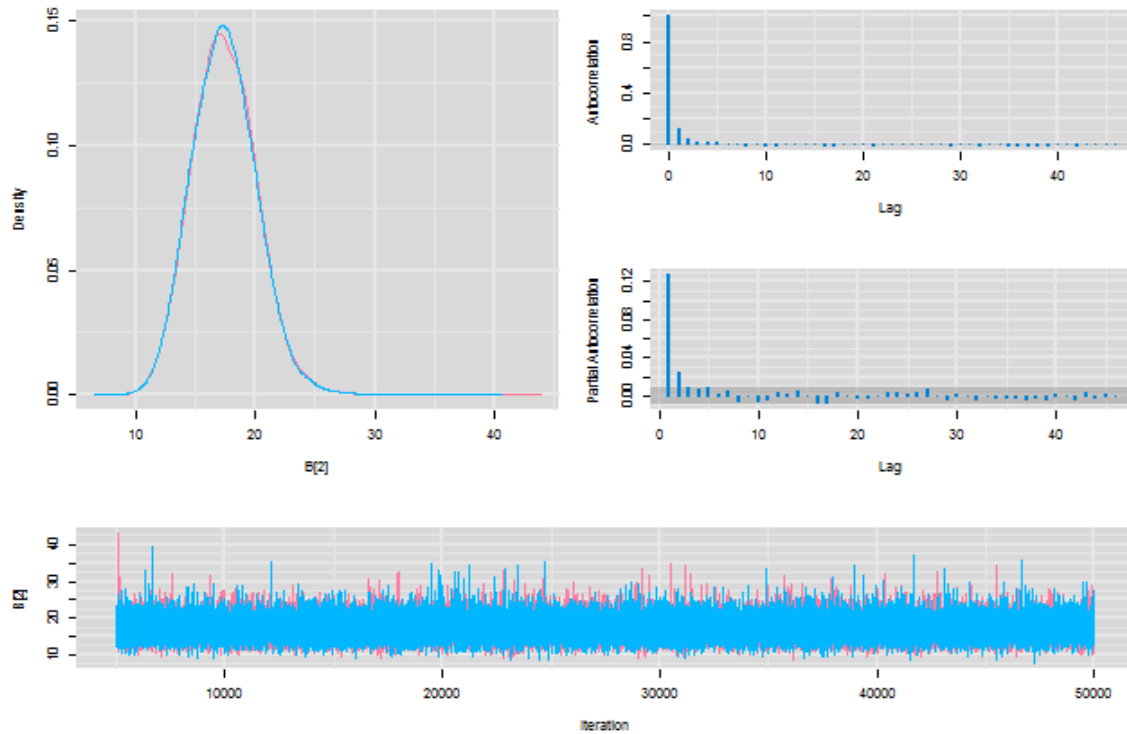 Density
0.00 0.05 0.10 0.15
10 20 30 40
B[2]
Autocorrelation
0.0 0.4 0.8
0 10 20 30 40
Lag
Partial Autocorrelation
0.00 0.04 0.08 0.12
0 10 20 30 40
Lag
B[2]
10 20 30 40
10000 20000 30000 40000 50000
Iteration